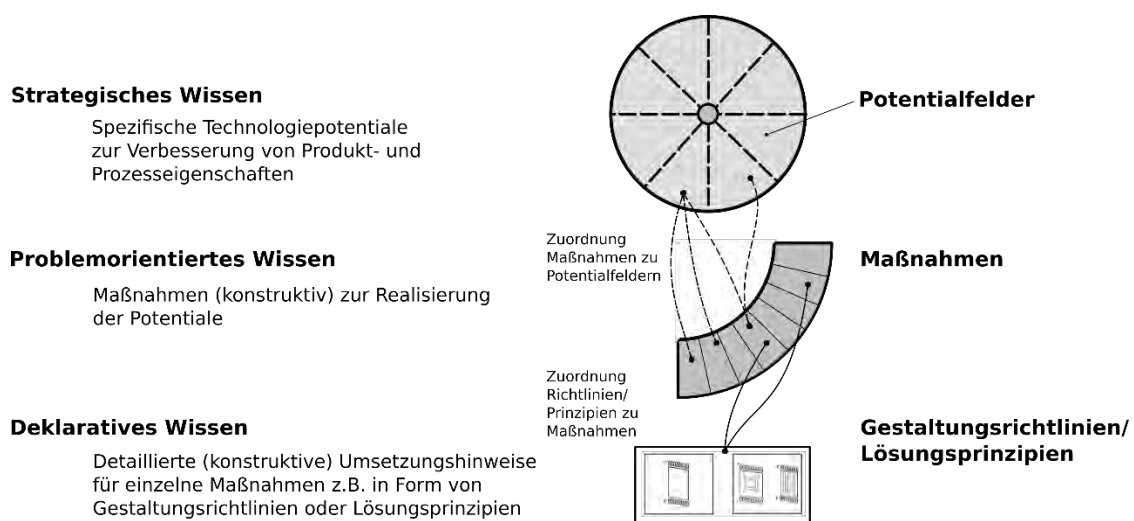 Strategisches Wissen
Spezifische Technologiepotentiale
zur Verbesserung von Produkt- und
Prozesseigenschaften
Potentialfelder
Zuordnung
Maßnahmen zu
Potentialfeldern
Problemorientiertes Wissen
Maßnahmen (konstruktiv) zur Realisierung
der Potentiale
Maßnahmen
Zuordnung
Richtlinien/
Prinzipien zu
Maßnahmen
Deklaratives Wissen
Detaillierte (konstruktive) Umsetzungshinweise
für einzelne Maßnahmen z.B. in Form von
Gestaltungsrichtlinien oder Lösungsprinzipien
Gestaltungsrichtlinien/
Lösungsprinzipien